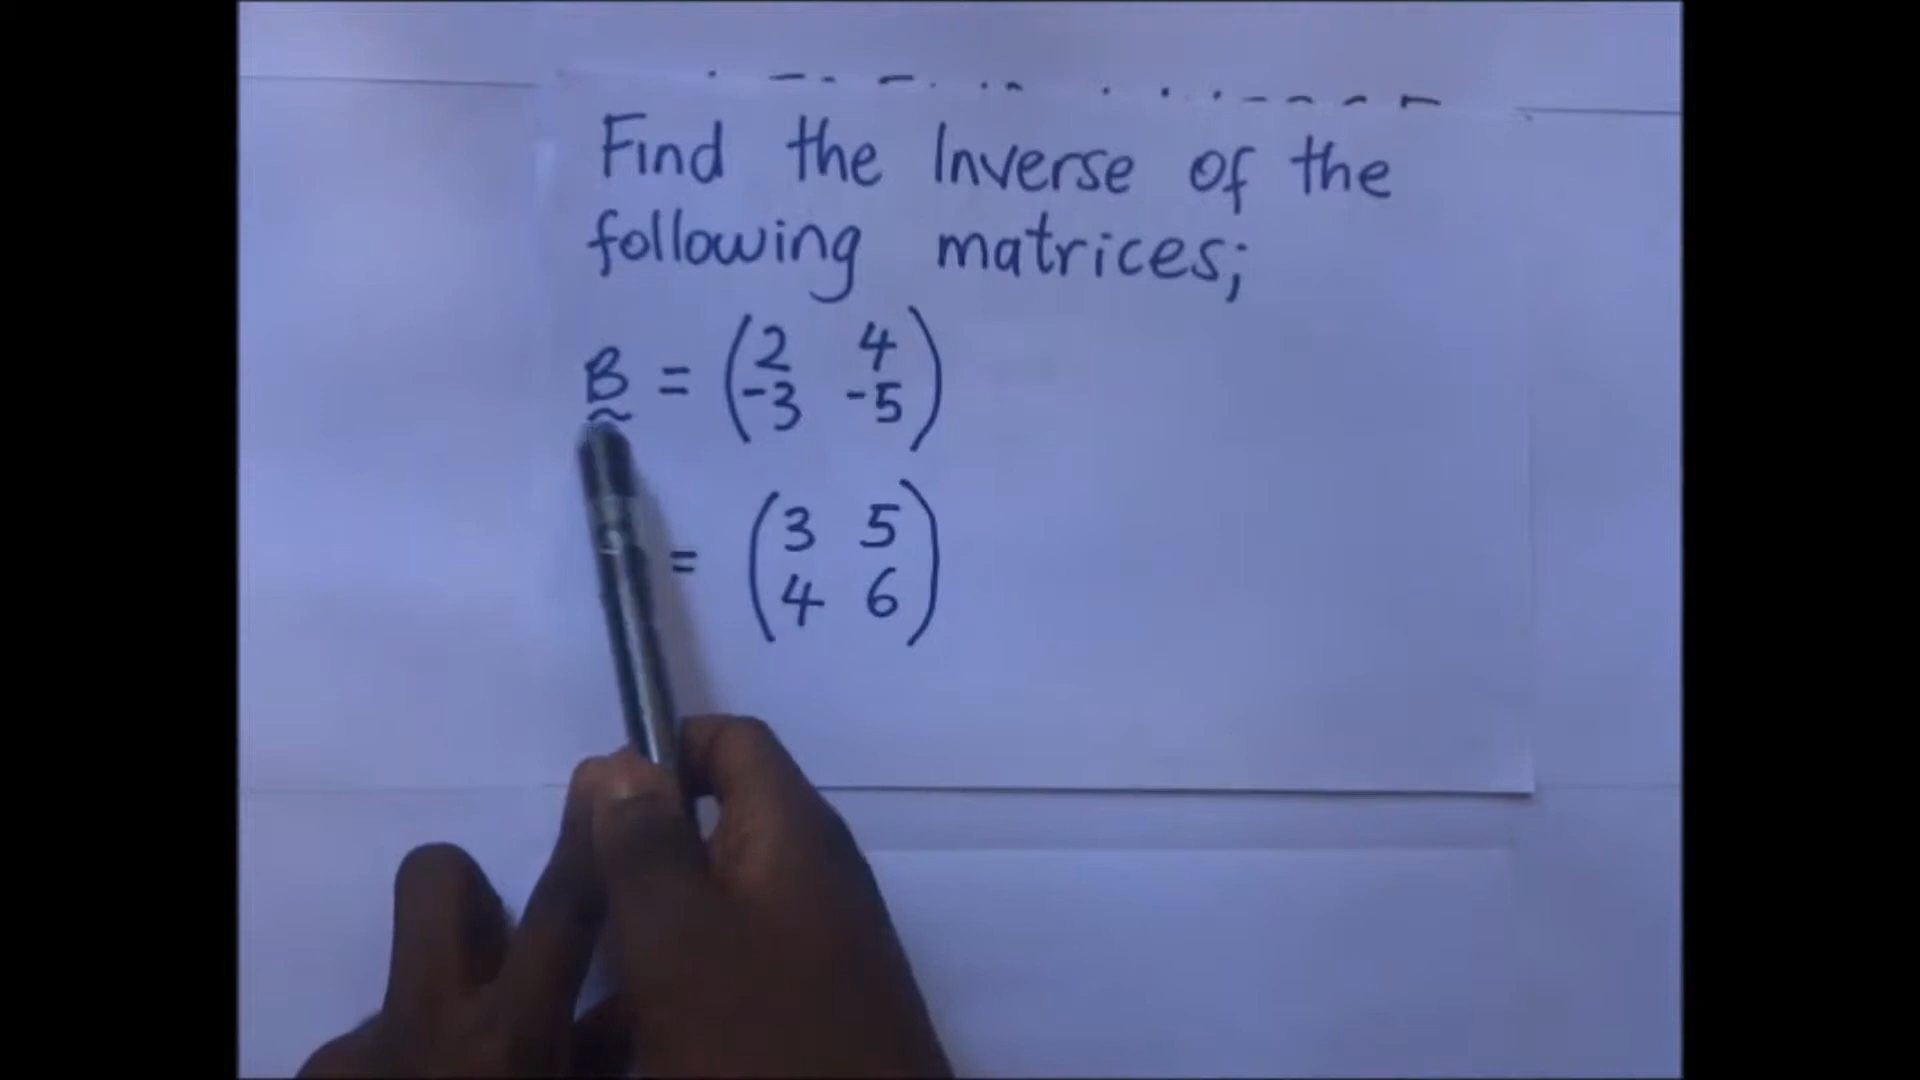 Find the Inverse of the
following matrices;
B = (2 4
-3 -5)
= (3 5
4 6)